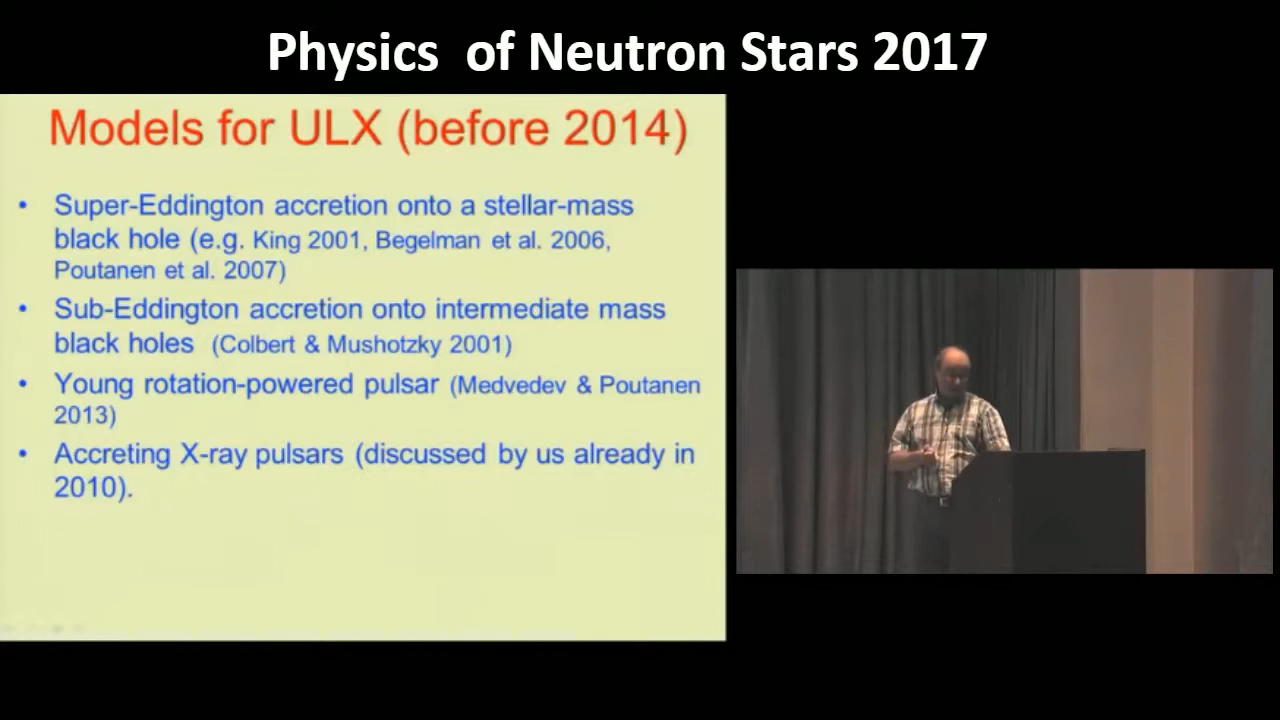 Physics of Neutron Stars 2017
Models for ULX (before 2014)
• Super-Eddington accretion onto a stellar-mass
black hole (e.g. King 2001, Begelman et al. 2006,
Poutanen et al. 2007)
• Sub-Eddington accretion onto intermediate mass
black holes (Colbert & Mushotzky 2001)
• Young rotation-powered pulsar (Medvedev & Poutanen
2013)
• Accreting X-ray pulsars (discussed by us already in
2010).